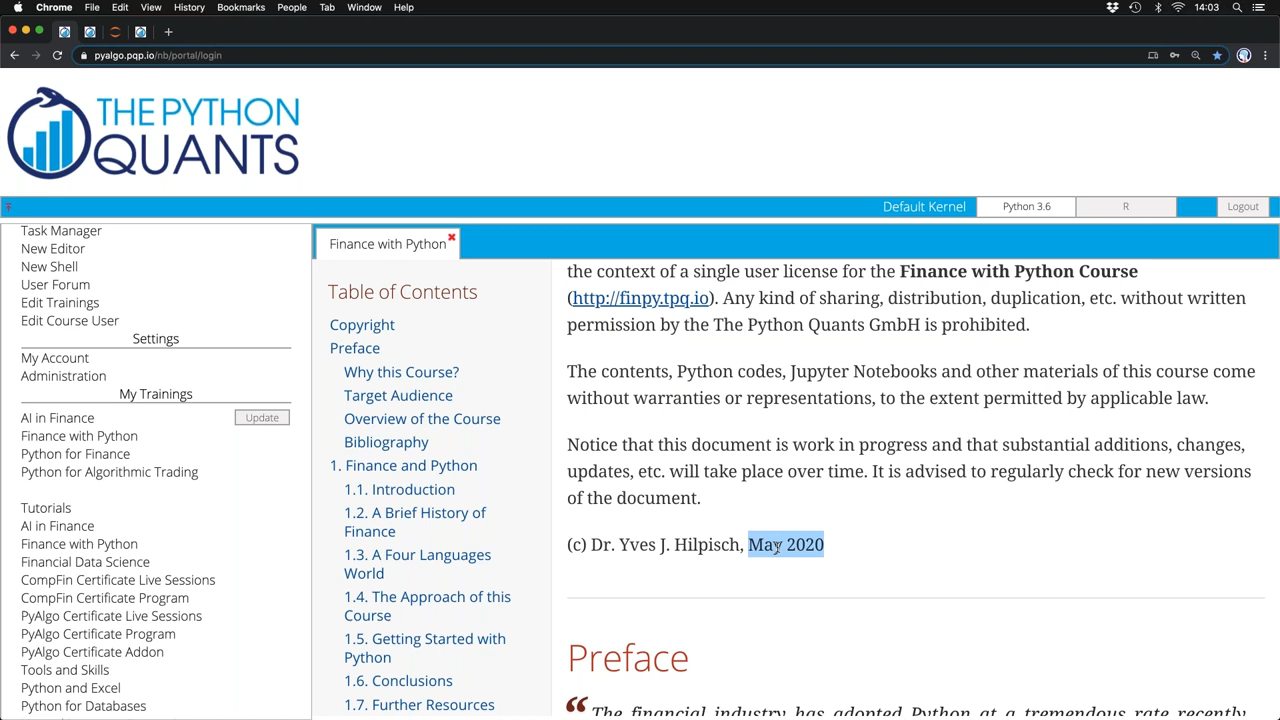 Chrome File Edit View History Bookmarks People Tab Window Help 14:03
pyalgo.pqp.io/nb/portal/login
THE PYTHON
QUANTS
Default Kernel Python 3.6 R Logout
Task Manager
New Editor
New Shell
User Forum
Edit Trainings
Edit Course User
Settings
My Account
Administration
My Trainings
AI in Finance Update
Finance with Python
Python for Finance
Python for Algorithmic Trading
Tutorials
AI in Finance
Finance with Python
Financial Data Science
CompFin Certificate Live Sessions
CompFin Certificate Program
PyAlgo Certificate Live Sessions
PyAlgo Certificate Program
PyAlgo Certificate Addon
Tools and Skills
Python and Excel
Python for Databases
Finance with Python
Table of Contents
Copyright
Preface
Why this Course?
Target Audience
Overview of the Course
Bibliography
1. Finance and Python
1.1. Introduction
1.2. A Brief History of
Finance
1.3. A Four Languages
World
1.4. The Approach of this
Course
1.5. Getting Started with
Python
1.6. Conclusions
1.7. Further Resources
the context of a single user license for the Finance with Python Course
(http://finpy.tpq.io). Any kind of sharing, distribution, duplication, etc. without written
permission by the The Python Quants GmbH is prohibited.
The contents, Python codes, Jupyter Notebooks and other materials of this course come
without warranties or representations, to the extent permitted by applicable law.
Notice that this document is work in progress and that substantial additions, changes,
updates, etc. will take place over time. It is advised to regularly check for new versions
of the document.
(c) Dr. Yves J. Hilpisch, May 2020
Preface
“ The financial industry has adopted Python at a tremendous rate recently,